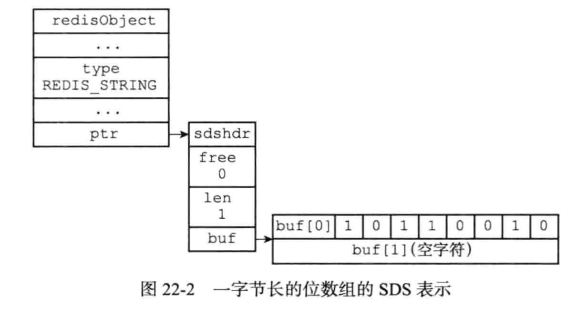 redisObject
...
type
REDIS_STRING
...
ptr
sdshdr
free
0
len
1
buf
buf[0] 1 0 1 1 0 0 1 0
buf[1](空字符)
图 22-2 一字节长的位数组的 SDS 表示